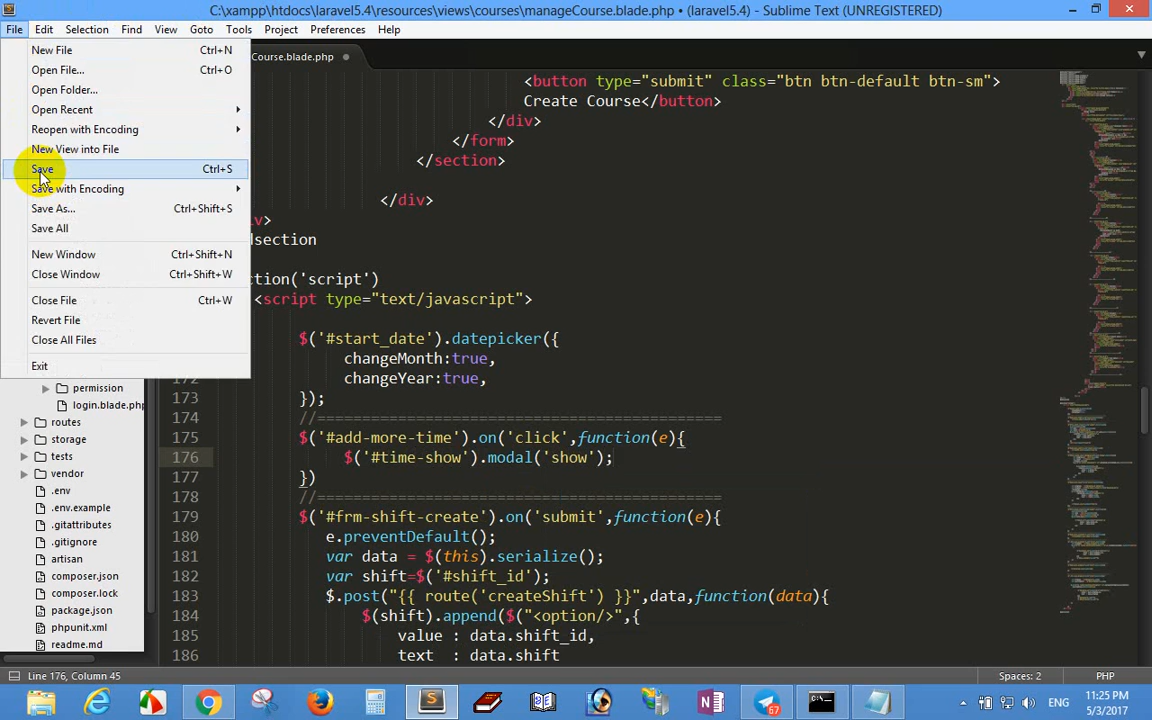 C:\xampp\htdocs\laravel5.4\resources\views\courses\manageCourse.blade.php • (laravel5.4) - Sublime Text (UNREGISTERED)
File Edit Selection Find View Goto Tools Project Preferences Help
New File Ctrl+N
Open File... Ctrl+O
Open Folder...
Open Recent
Reopen with Encoding
New View into File
Save Ctrl+S
Save with Encoding
Save As... Ctrl+Shift+S
Save All
New Window Ctrl+Shift+N
Close Window Ctrl+Shift+W
Close File Ctrl+W
Revert File
Close All Files
Exit
permission
login.blade.php
routes
storage
tests
vendor
.env
.env.example
.gitattributes
.gitignore
artisan
composer.json
composer.lock
package.json
phpunit.xml
readme.md
Course.blade.php
<button type="submit" class="btn btn-default btn-sm">
Create Course</button>
</div>
</form>
</section>
</div>
iv>
dsection
ction('script')
<script type="text/javascript">
$('#start_date').datepicker({
changeMonth:true,
172 changeYear:true,
173 });
174 //=============================================
175 $('#add-more-time').on('click',function(e){
176 $('#time-show').modal('show');
177 })
178 //=============================================
179 $('#frm-shift-create').on('submit',function(e){
180 e.preventDefault();
181 var data = $(this).serialize();
182 var shift=$('#shift_id');
183 $.post("{{ route('createShift') }}",data,function(data){
184 $(shift).append($("<option/>",{
185 value : data.shift_id,
186 text : data.shift
Line 176, Column 45 Spaces: 2 PHP
67
ENG
11:25 PM
5/3/2017